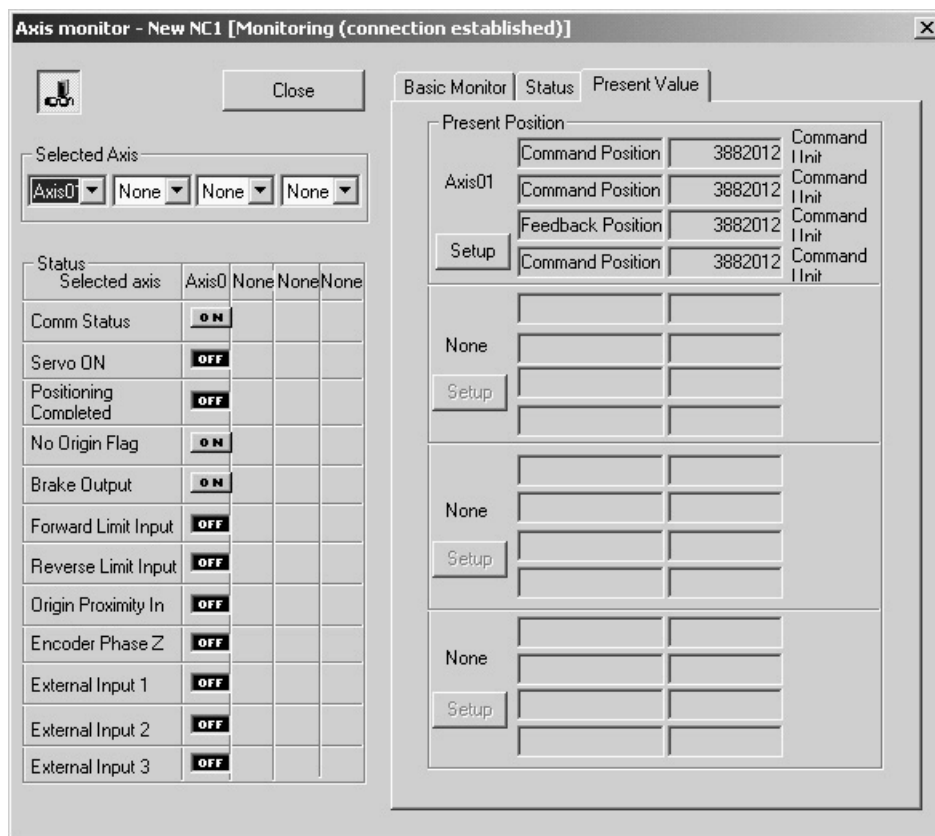 Axis monitor - New NC1 [Monitoring (connection established)]
Close
Selected Axis
Axis01 None None None
Status
Selected axis Axis0 None None None
Comm Status ON
Servo ON OFF
Positioning
Completed OFF
No Origin Flag ON
Brake Output ON
Forward Limit Input OFF
Reverse Limit Input OFF
Origin Proximity In OFF
Encoder Phase Z OFF
External Input 1 OFF
External Input 2 OFF
External Input 3 OFF
Basic Monitor Status Present Value
Present Position
Axis01
Setup
Command Position 3882012 Command
Unit
Command Position 3882012 Command
Unit
Feedback Position 3882012 Command
Unit
Command Position 3882012 Command
Unit
None
Setup
None
Setup
None
Setup